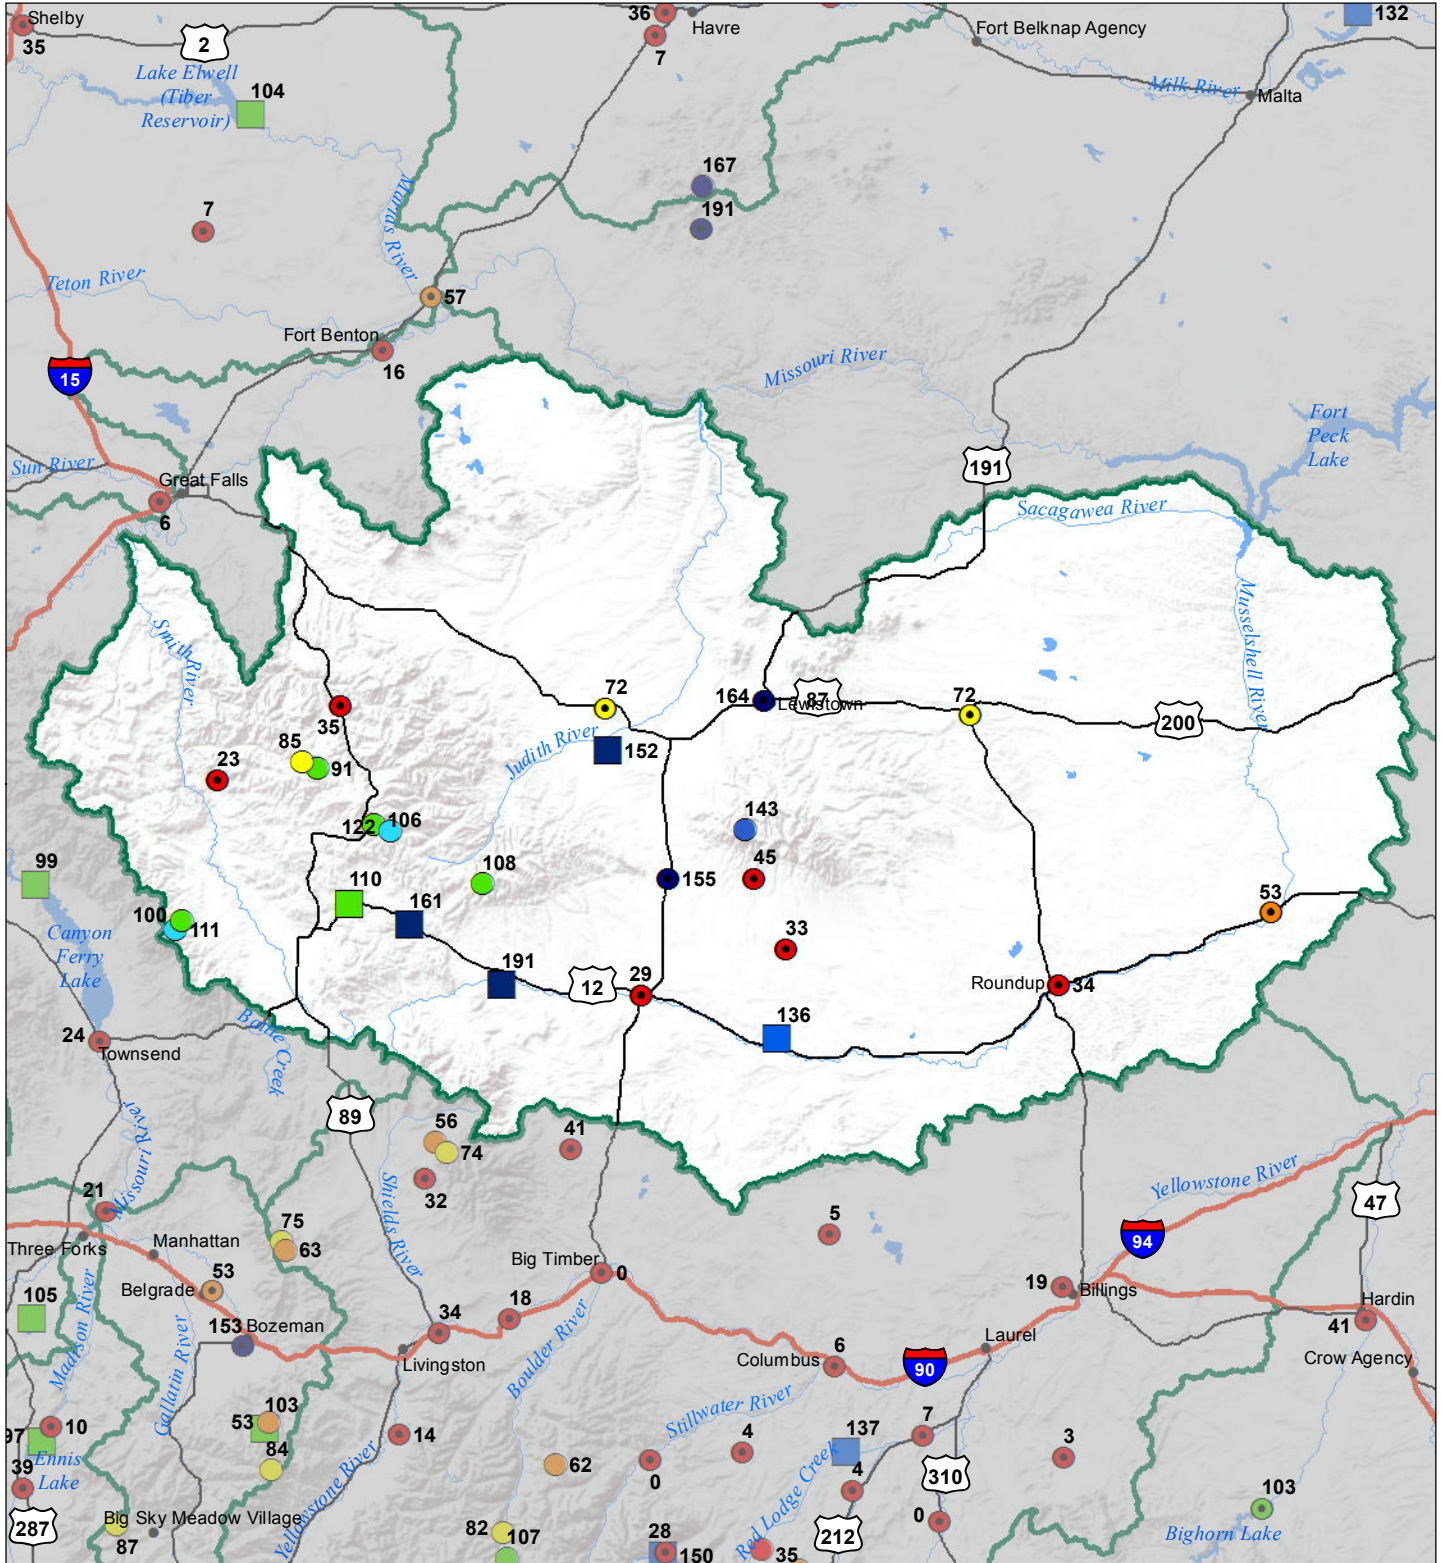 Shelby
35
2
36
Havre
7
Fort Belknap Agency
132
Lake Elwell
(Tiber
Reservoir)
104
Milk River
Malta
167
191
7
Marias River
Teton River
57
Fort Benton
16
15
Missouri River
Fort
Peck
Lake
Sun River
Great Falls
6
191
Sacagawea River
Smith River
Musselshell River
35
72
164
87
Lewistown
72
200
23
85
91
Judith River
152
122
106
143
99
108
45
110
161
155
53
100
111
Canyon
Ferry
Lake
33
191
12
29
Roundup
34
136
24
Townsend
Battle Creek
89
56
74
41
32
Missouri River
Shields River
Yellowstone River
47
21
Three Forks
Manhattan
75
63
5
94
Big Timber
0
Belgrade
53
105
Madison River
Gallatin River
153
Bozeman
34
18
Livingston
Boulder River
19
Billings
Hardin
41
Laurel
Columbus
6
90
Crow Agency
10
97
Ennis
Lake
39
53
103
84
14
Yellowstone River
62
Stillwater River
0
4
137
7
3
Red Lodge Creek
4
310
0
103
Bighorn Lake
287
Big Sky Meadow Village
87
82
107
28
150
35
212